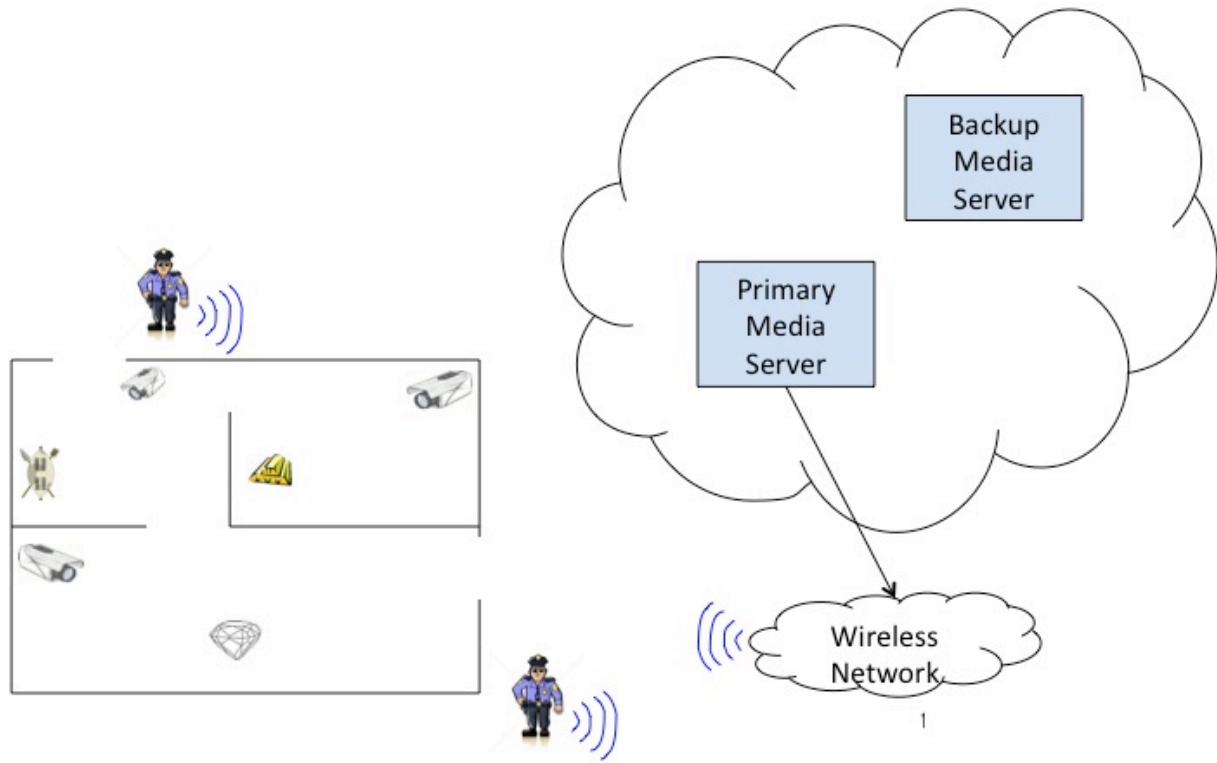 Backup
Media
Server
Primary
Media
Server
Wireless
Network
1